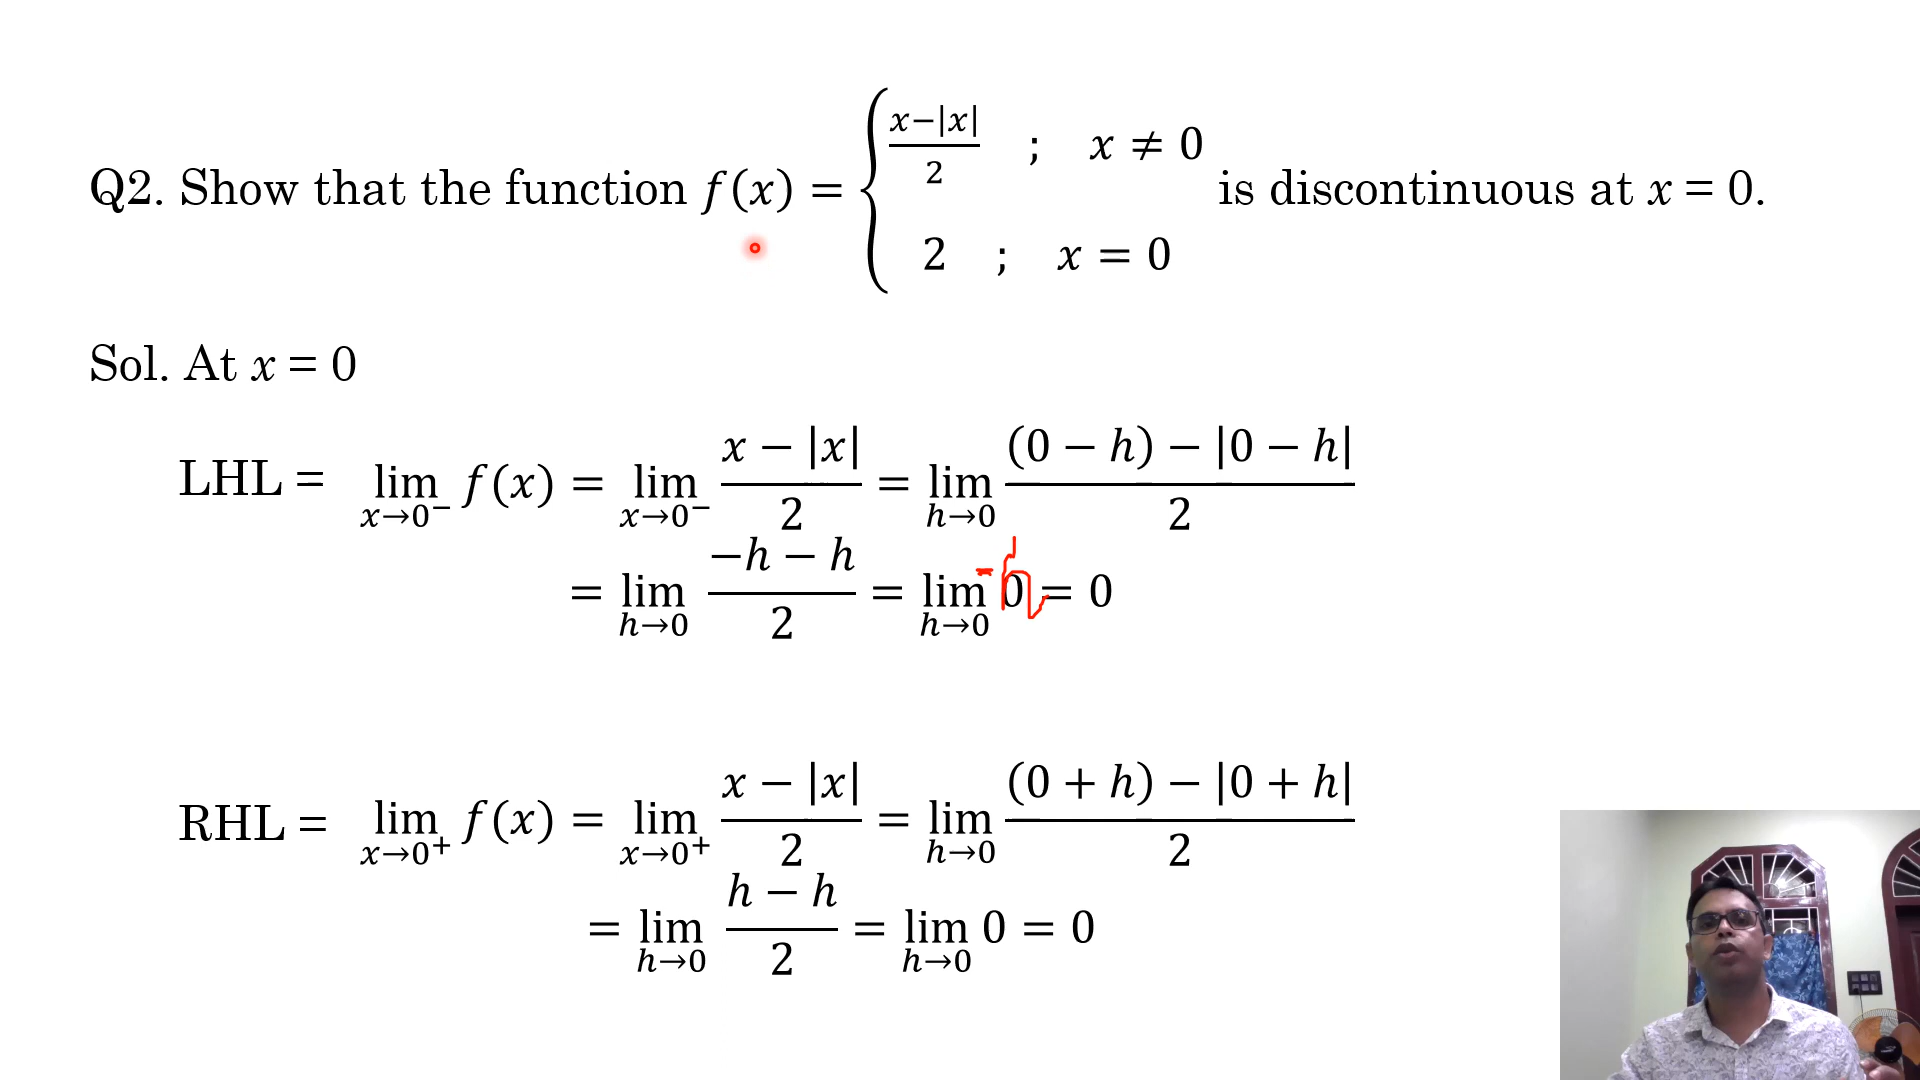 Q2. Show that the function f(x) = { (x−|x|)/2 ; x ≠ 0
2 ; x = 0 is discontinuous at x = 0.
Sol. At x = 0
LHL = lim x→0⁻ f(x) = lim x→0⁻ (x − |x|)/2 = lim h→0 ((0 − h) − |0 − h|)/2
= lim h→0 (−h − h)/2 = lim h→0 -h 0 = 0
RHL = lim x→0⁺ f(x) = lim x→0⁺ (x − |x|)/2 = lim h→0 ((0 + h) − |0 + h|)/2
= lim h→0 (h − h)/2 = lim h→0 0 = 0